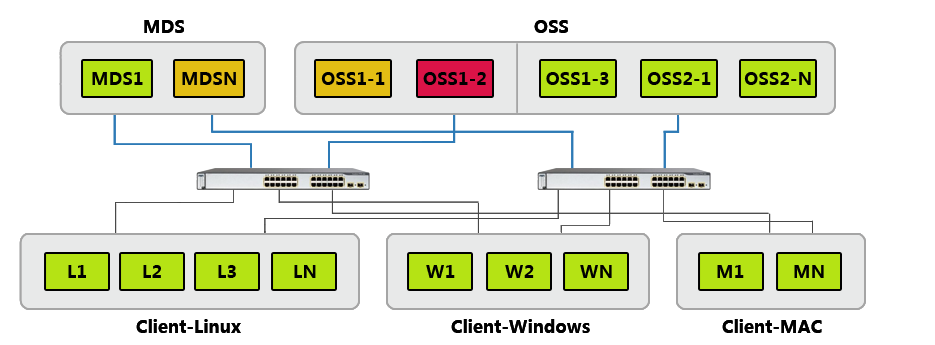 MDS
OSS
MDS1 MDSN
OSS1-1 OSS1-2 OSS1-3 OSS2-1 OSS2-N
L1 L2 L3 LN
W1 W2 WN
M1 MN
Client-Linux
Client-Windows
Client-MAC